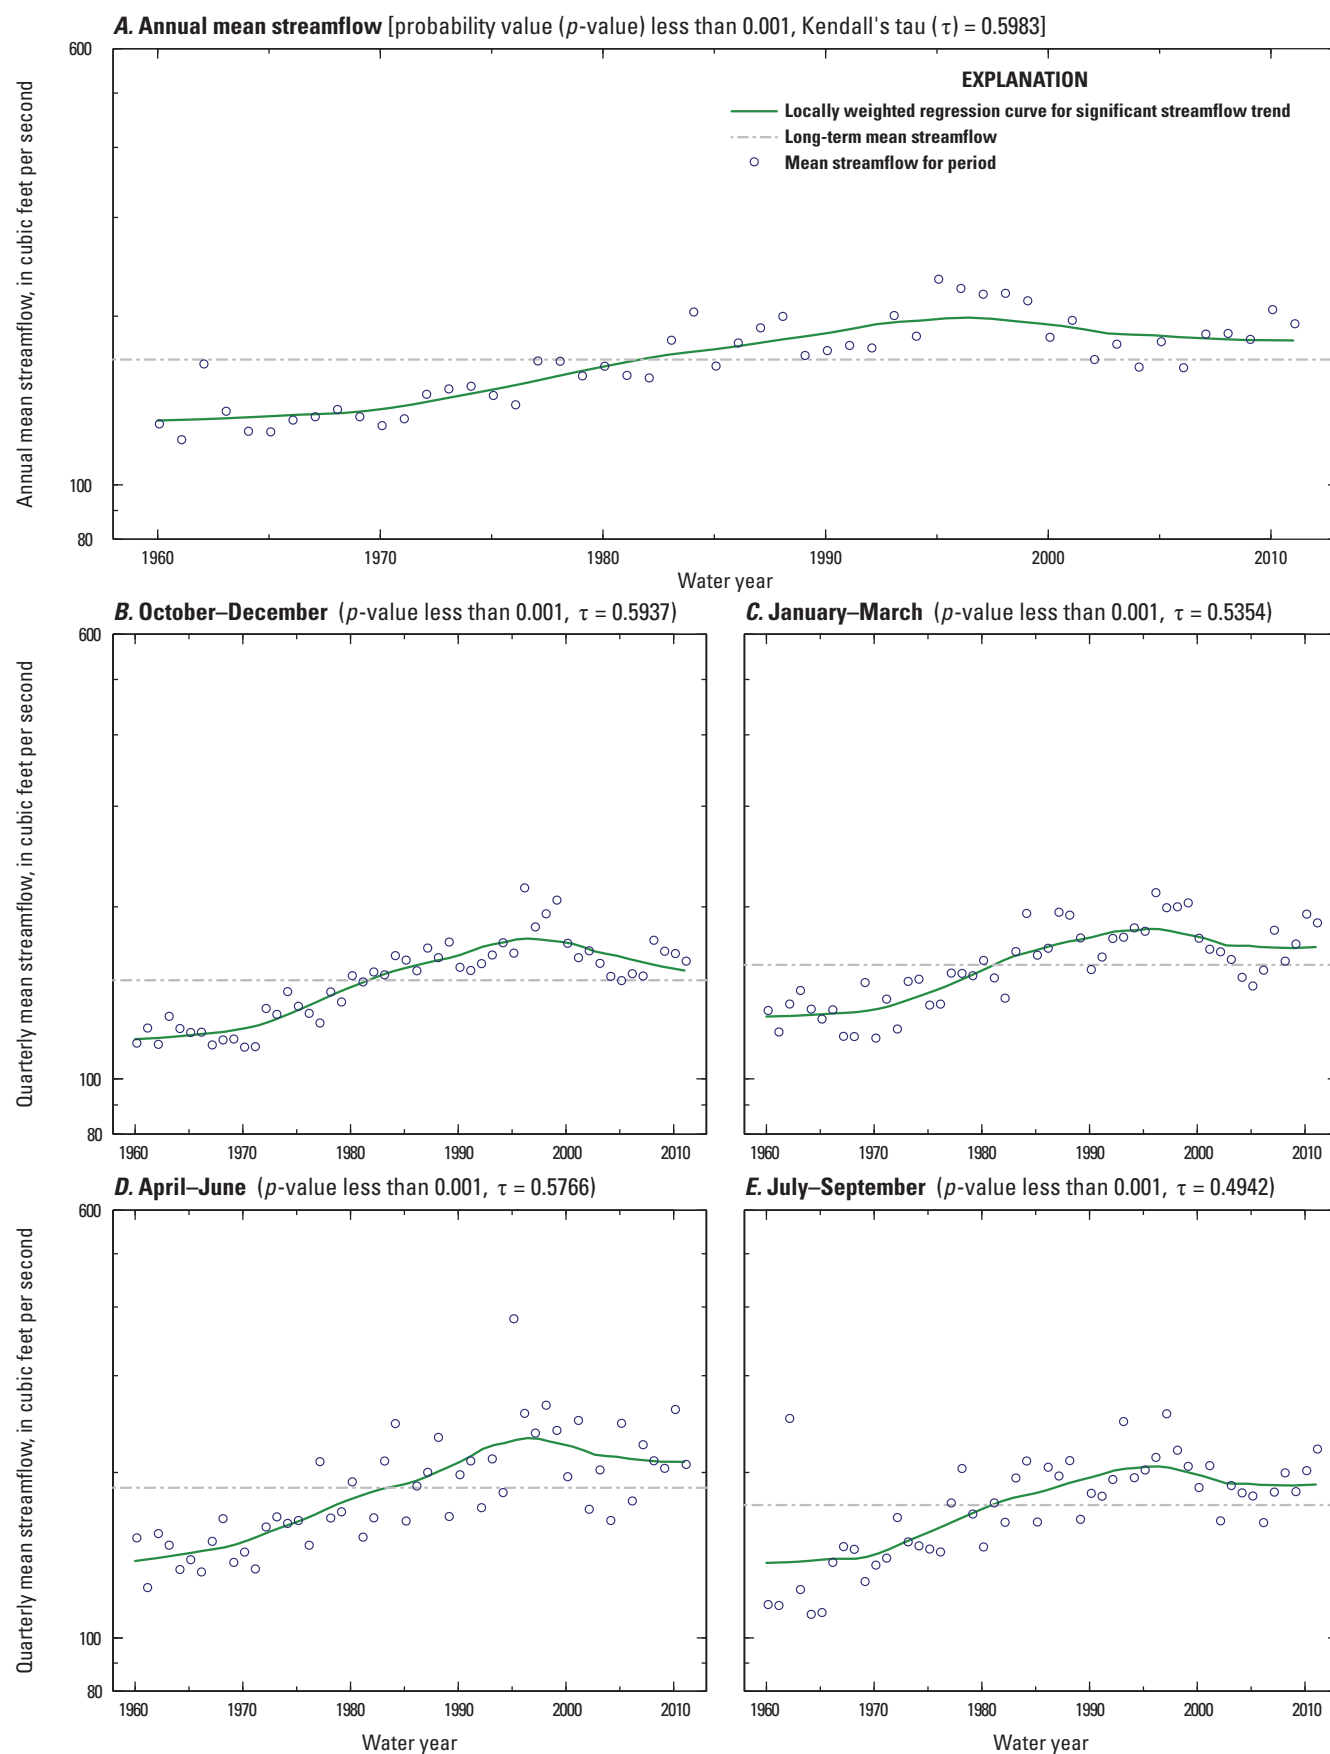 A. Annual mean streamflow [probability value (p-value) less than 0.001, Kendall's tau (τ) = 0.5983]
600
100
80
Annual mean streamflow, in cubic feet per second
EXPLANATION
Locally weighted regression curve for significant streamflow trend
Long-term mean streamflow
Mean streamflow for period
1960 1970 1980 1990 2000 2010
Water year
B. October–December (p-value less than 0.001, τ = 0.5937)
600
100
80
Quarterly mean streamflow, in cubic feet per second
1960 1970 1980 1990 2000 2010
C. January–March (p-value less than 0.001, τ = 0.5354)
1960 1970 1980 1990 2000 2010
D. April–June (p-value less than 0.001, τ = 0.5766)
600
100
80
Quarterly mean streamflow, in cubic feet per second
1960 1970 1980 1990 2000 2010
Water year
E. July–September (p-value less than 0.001, τ = 0.4942)
1960 1970 1980 1990 2000 2010
Water year